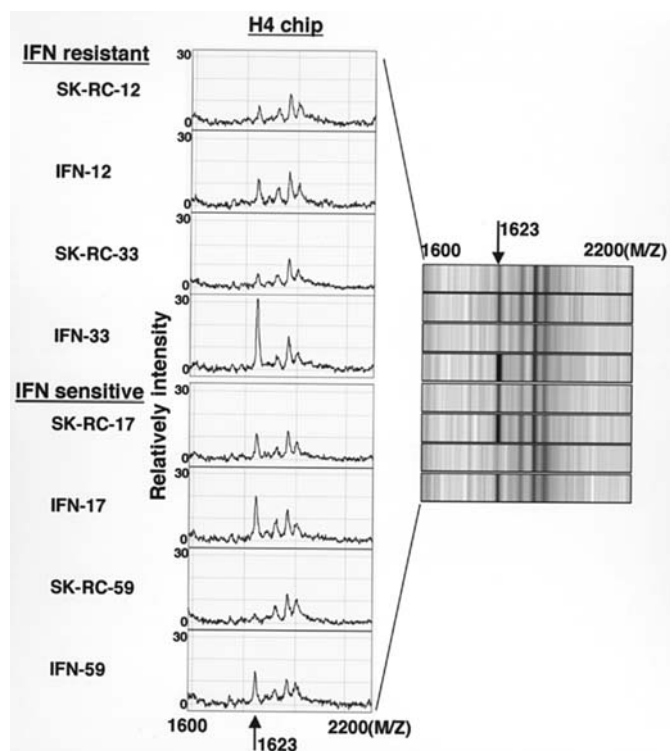 H4 chip
IFN resistant
SK-RC-12
30
0
IFN-12
30
0
SK-RC-33
30
0
IFN-33
30
0
IFN sensitive
SK-RC-17
30
0
IFN-17
30
0
SK-RC-59
30
0
IFN-59
30
0
Relatively intensity
1600
2200(M/Z)
1623
1623
1600
2200(M/Z)